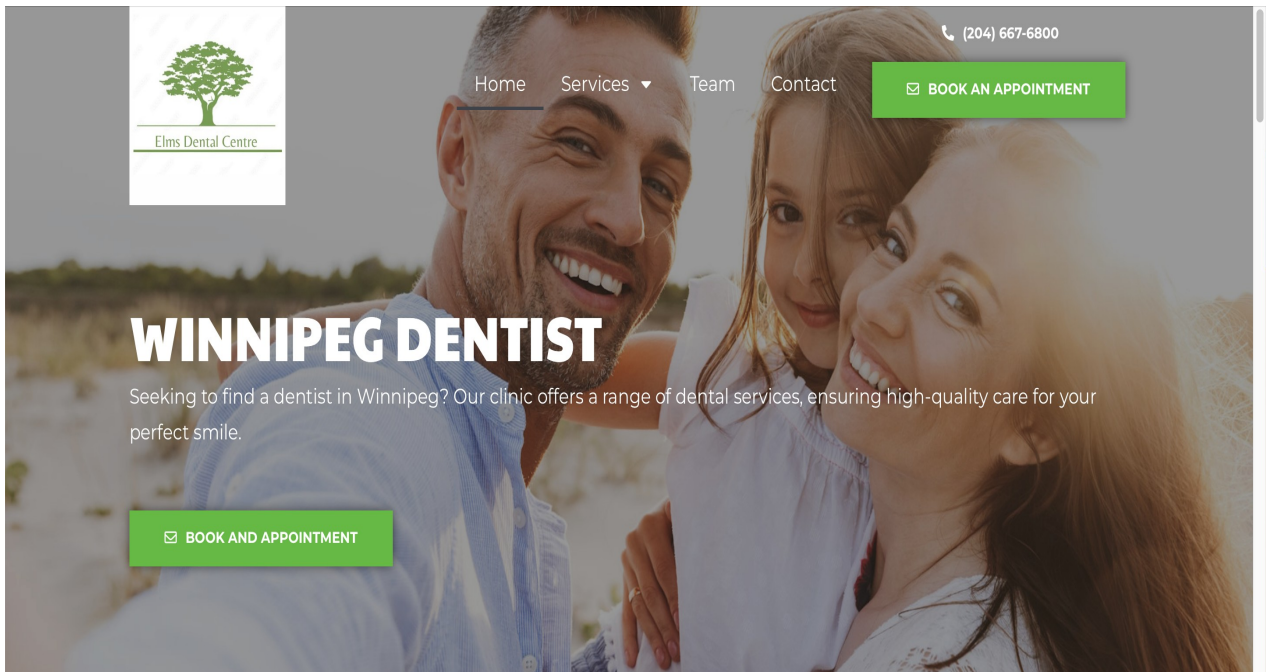 (204) 667-6800
Home Services Team Contact
BOOK AN APPOINTMENT
Elms Dental Centre
WINNIPEG DENTIST
Seeking to find a dentist in Winnipeg? Our clinic offers a range of dental services, ensuring high-quality care for your
perfect smile.
BOOK AND APPOINTMENT